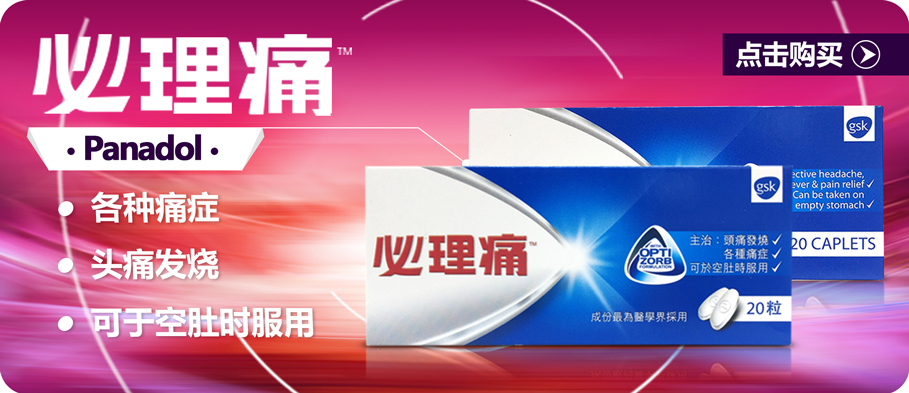 必理痛™
点击购买
• Panadol •
各种痛症
头痛发烧
可于空肚时服用
gsk
ective headache,
ever & pain relief ✓
Can be taken on
empty stomach ✓
20 CAPLETS
gsk
必理痛™
OPTI
ZORB
FORMULATION
主治：頭痛發燒 ✓
各種痛症 ✓
可於空肚時服用 ✓
成份最為醫學界採用
20粒